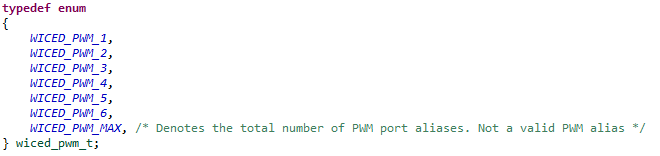 typedef enum
{
    WICED_PWM_1,
    WICED_PWM_2,
    WICED_PWM_3,
    WICED_PWM_4,
    WICED_PWM_5,
    WICED_PWM_6,
    WICED_PWM_MAX, /* Denotes the total number of PWM port aliases. Not a valid PWM alias */
} wiced_pwm_t;